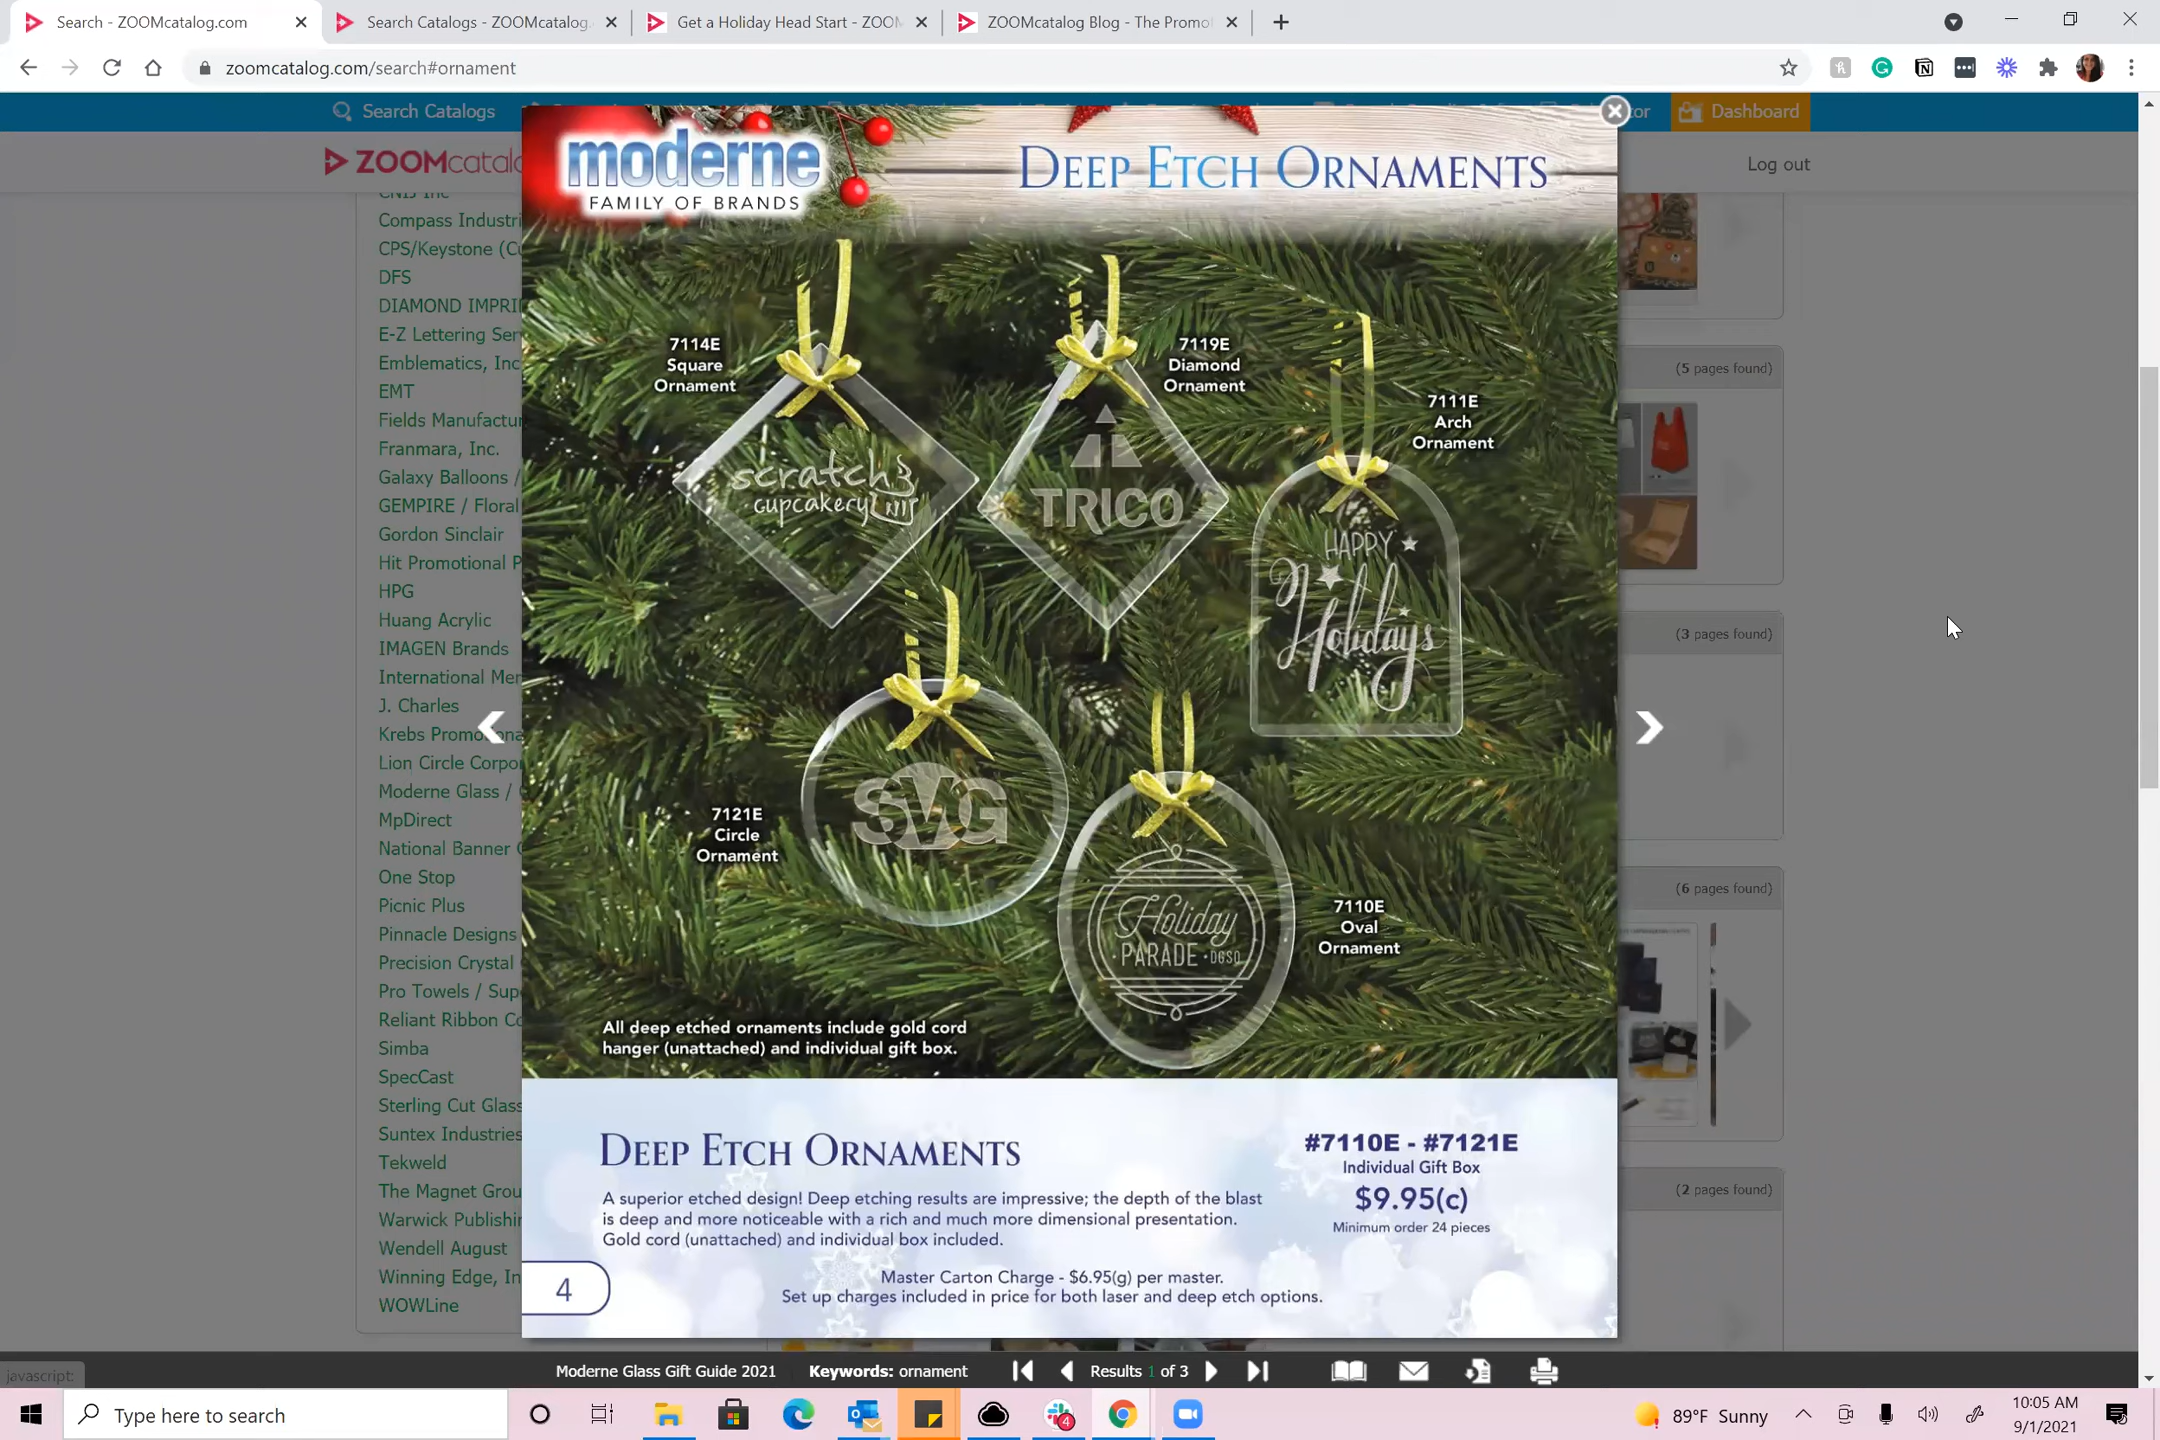 Search - ZOOMcatalog.com
Search Catalogs - ZOOMcatalog.
Get a Holiday Head Start - ZOO
ZOOMcatalog Blog - The Promo
zoomcatalog.com/search#ornament
Search Catalogs
tor
Dashboard
ZOOMcatal
Log out
moderne
FAMILY OF BRANDS
DEEP ETCH ORNAMENTS
Compass Industri
CPS/Keystone (Cu
DFS
DIAMOND IMPRI
E-Z Lettering Ser
Emblematics, Inc
EMT
Fields Manufactur
Franmara, Inc.
Galaxy Balloons /
GEMPIRE / Floral
Gordon Sinclair
Hit Promotional P
HPG
Huang Acrylic
IMAGEN Brands
International Mer
J. Charles
Krebs Promotiona
Lion Circle Corpor
Moderne Glass /
MpDirect
National Banner
One Stop
Picnic Plus
Pinnacle Designs
Precision Crystal
Pro Towels / Supe
Reliant Ribbon Co
Simba
SpecCast
Sterling Cut Glass
Suntex Industries
Tekweld
The Magnet Grou
Warwick Publishin
Wendell August
Winning Edge, In
WOWLine
7114E
Square
Ornament
7119E
Diamond
Ornament
7111E
Arch
Ornament
scratch
cupcakery
TRICO
HAPPY
Holidays
7121E
Circle
Ornament
SVG
Holiday
PARADE · DGSO
7110E
Oval
Ornament
All deep etched ornaments include gold cord
hanger (unattached) and individual gift box.
DEEP ETCH ORNAMENTS
A superior etched design! Deep etching results are impressive; the depth of the blast
is deep and more noticeable with a rich and much more dimensional presentation.
Gold cord (unattached) and individual box included.
#7110E - #7121E
Individual Gift Box
$9.95(c)
Minimum order 24 pieces
Master Carton Charge - $6.95(g) per master.
Set up charges included in price for both laser and deep etch options.
4
(5 pages found)
(3 pages found)
(6 pages found)
(2 pages found)
javascript:
Moderne Glass Gift Guide 2021
Keywords: ornament
Results 1 of 3
Type here to search
4
89°F Sunny
10:05 AM
9/1/2021